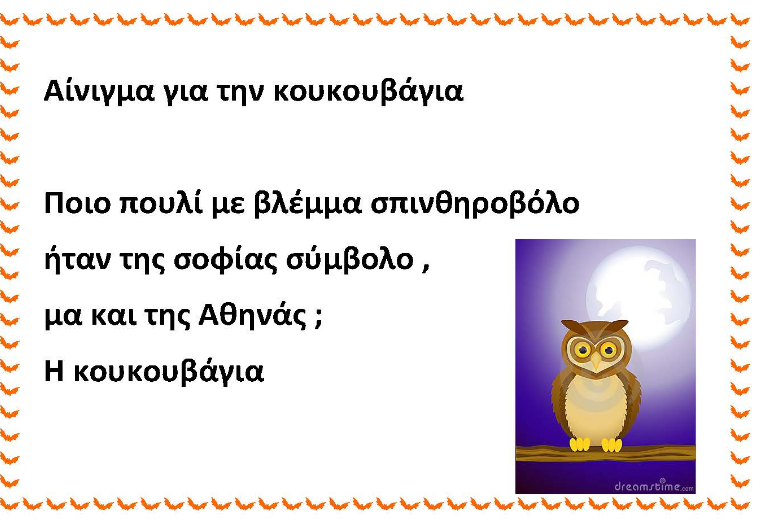 Αίνιγμα για την κουκουβάγια
Ποιο πουλί με βλέμμα σπινθηροβόλο
ήταν της σοφίας σύμβολο ,
μα και της Αθηνάς ;
Η κουκουβάγια
dreamstime.com